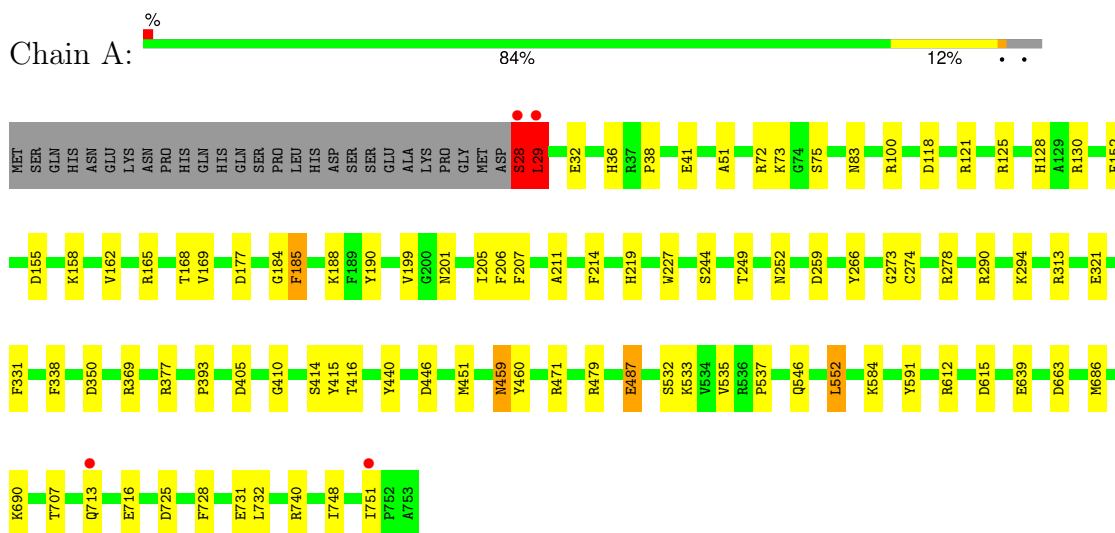 %
Chain A:
84% 12% • •
MET SER GLN HIS ASN GLU LYS ASN PRO GLN HIS HIS GLN SER PRO LEU HIS ASP SER SER GLU ALA LYS PRO GLY MET ASP S28 L29 E32 H36 R37 P38 E41 A51 R72 K73 G74 S75 N83 R100 D118 R121 R125 H128 A129 R130
D155 K158 V162 R165 T168 V169 D177 G184 F185 K188 F189 Y190 V199 G200 N201 I205 F206 F207 A211 F214 H219 W227 S244 T249 N252 D259 Y266 G273 C274 R278 R290 K294 R313 E321
F331 F338 D350 R369 R377 P393 D405 G410 S414 Y415 T416 Y440 D446 M451 N459 Y460 R471 R479 E487 S532 K533 V534 V535 R536 P537 Q546 L552 K584 Y591 R612 D615 E639 D663 M686
K690 T707 Q713 E716 D725 F728 E731 L732 R740 I748 I751 P752 A753